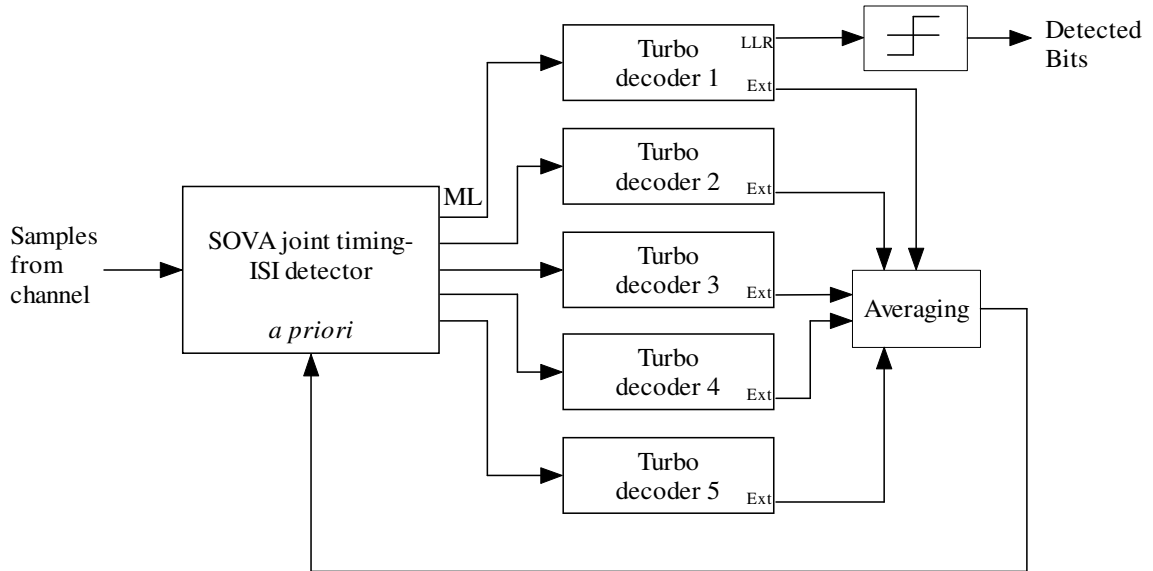 Samples
from
channel
SOVA joint timing-
ISI detector
a priori
ML
Turbo
decoder 1
LLR
Ext
Turbo
decoder 2
Ext
Turbo
decoder 3
Ext
Turbo
decoder 4
Ext
Turbo
decoder 5
Ext
Averaging
Detected
Bits